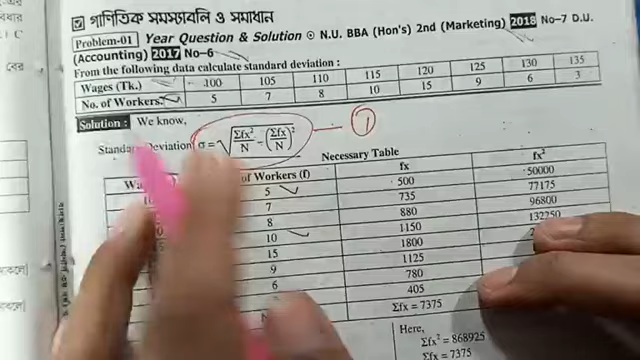 গাণিতিক সমস্যাবলি ও সমাধান
Problem-01 Year Question & Solution ⊙ N.U. BBA (Hon's) 2nd (Marketing) 2018 No–7 D.U.
(Accounting) 2017 No–6
From the following data calculate standard deviation :
Wages (Tk.) 100 105 110 115 120 125 130 135
No. of Workers 5 7 8 10 15 9 6 3
Solution : We know,
Deviation σ = √(Σfx²/N − (Σfx/N)²) — 1
Necessary Table
of Workers (f) fx fx²
5 500 50000
7 735 77175
8 880 96800
10 1150 132250
15 1800
9 1125
6 780
405
Σfx = 7375
Here,
Σfx² = 868925
Σfx = 7375